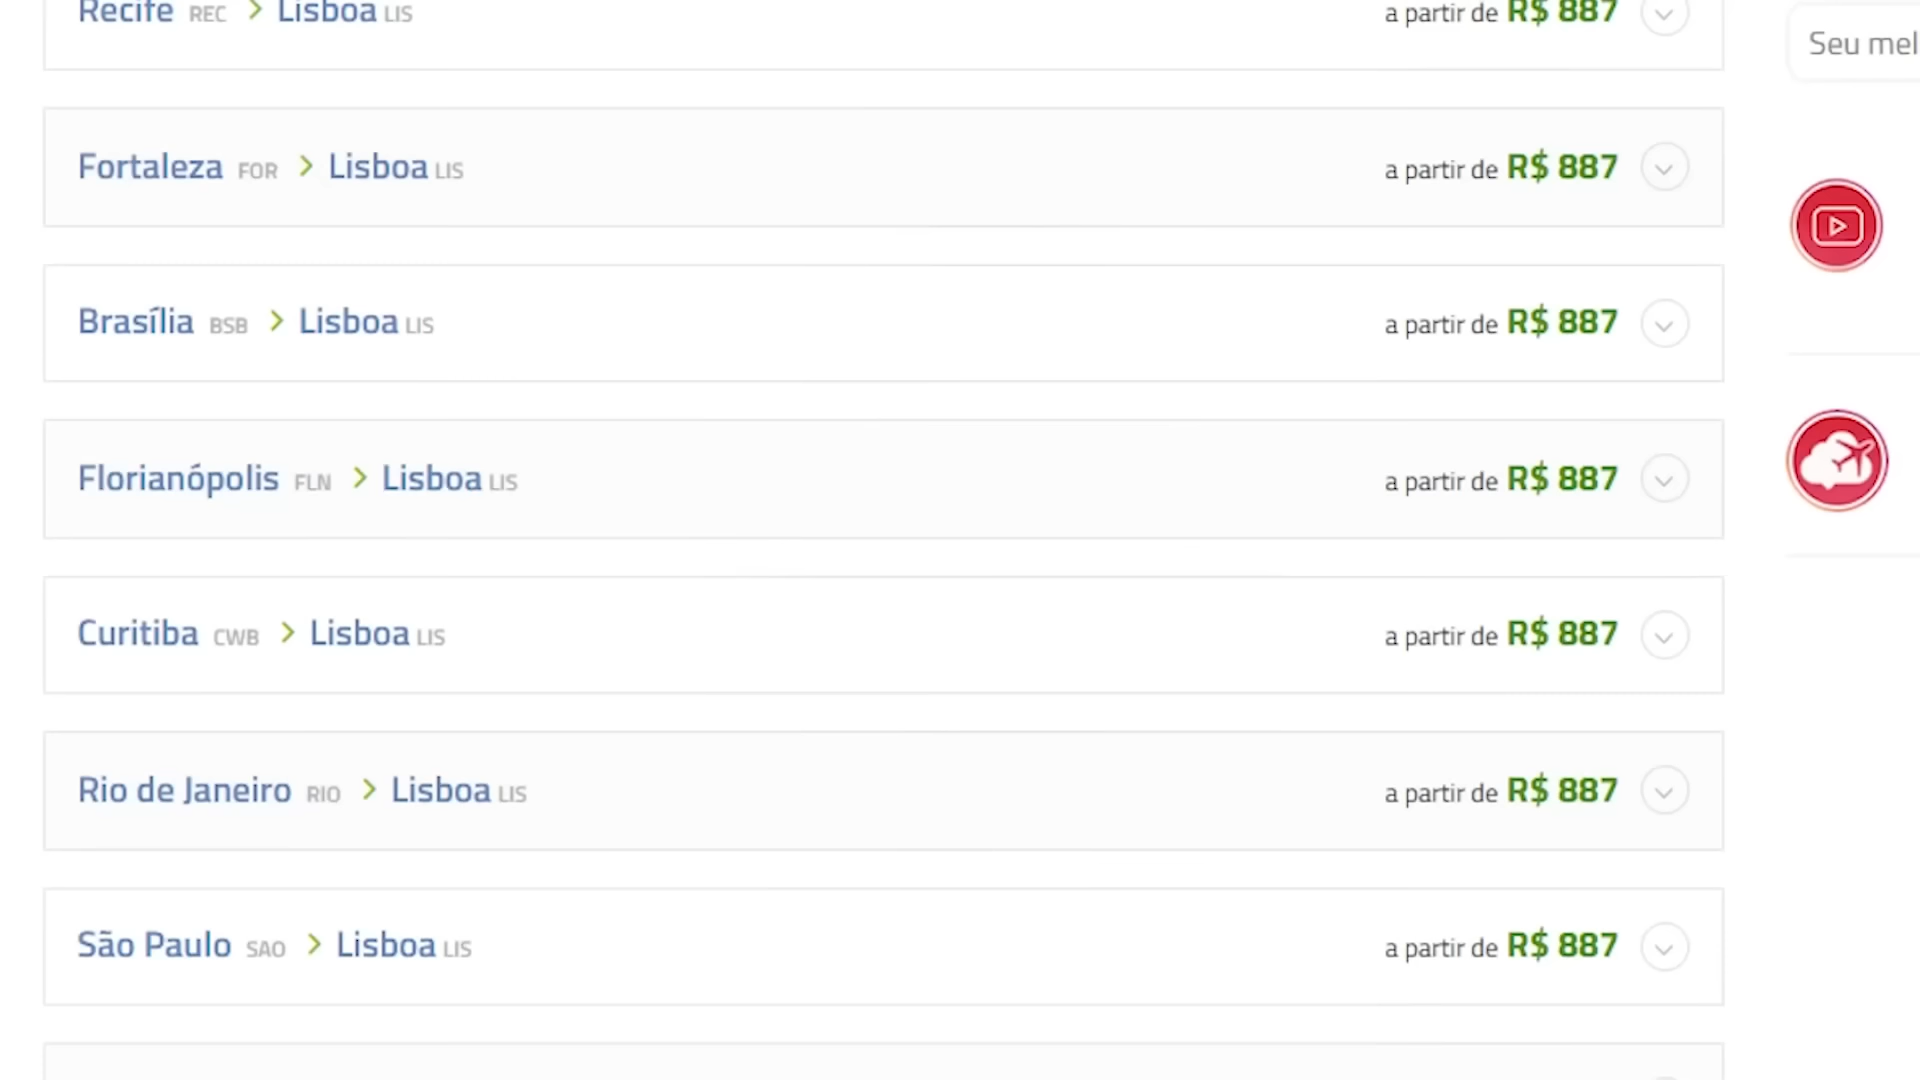 Recife REC > Lisboa LIS a partir de R$ 887
Seu mel
Fortaleza FOR > Lisboa LIS a partir de R$ 887
Brasília BSB > Lisboa LIS a partir de R$ 887
Florianópolis FLN > Lisboa LIS a partir de R$ 887
Curitiba CWB > Lisboa LIS a partir de R$ 887
Rio de Janeiro RIO > Lisboa LIS a partir de R$ 887
São Paulo SAO > Lisboa LIS a partir de R$ 887